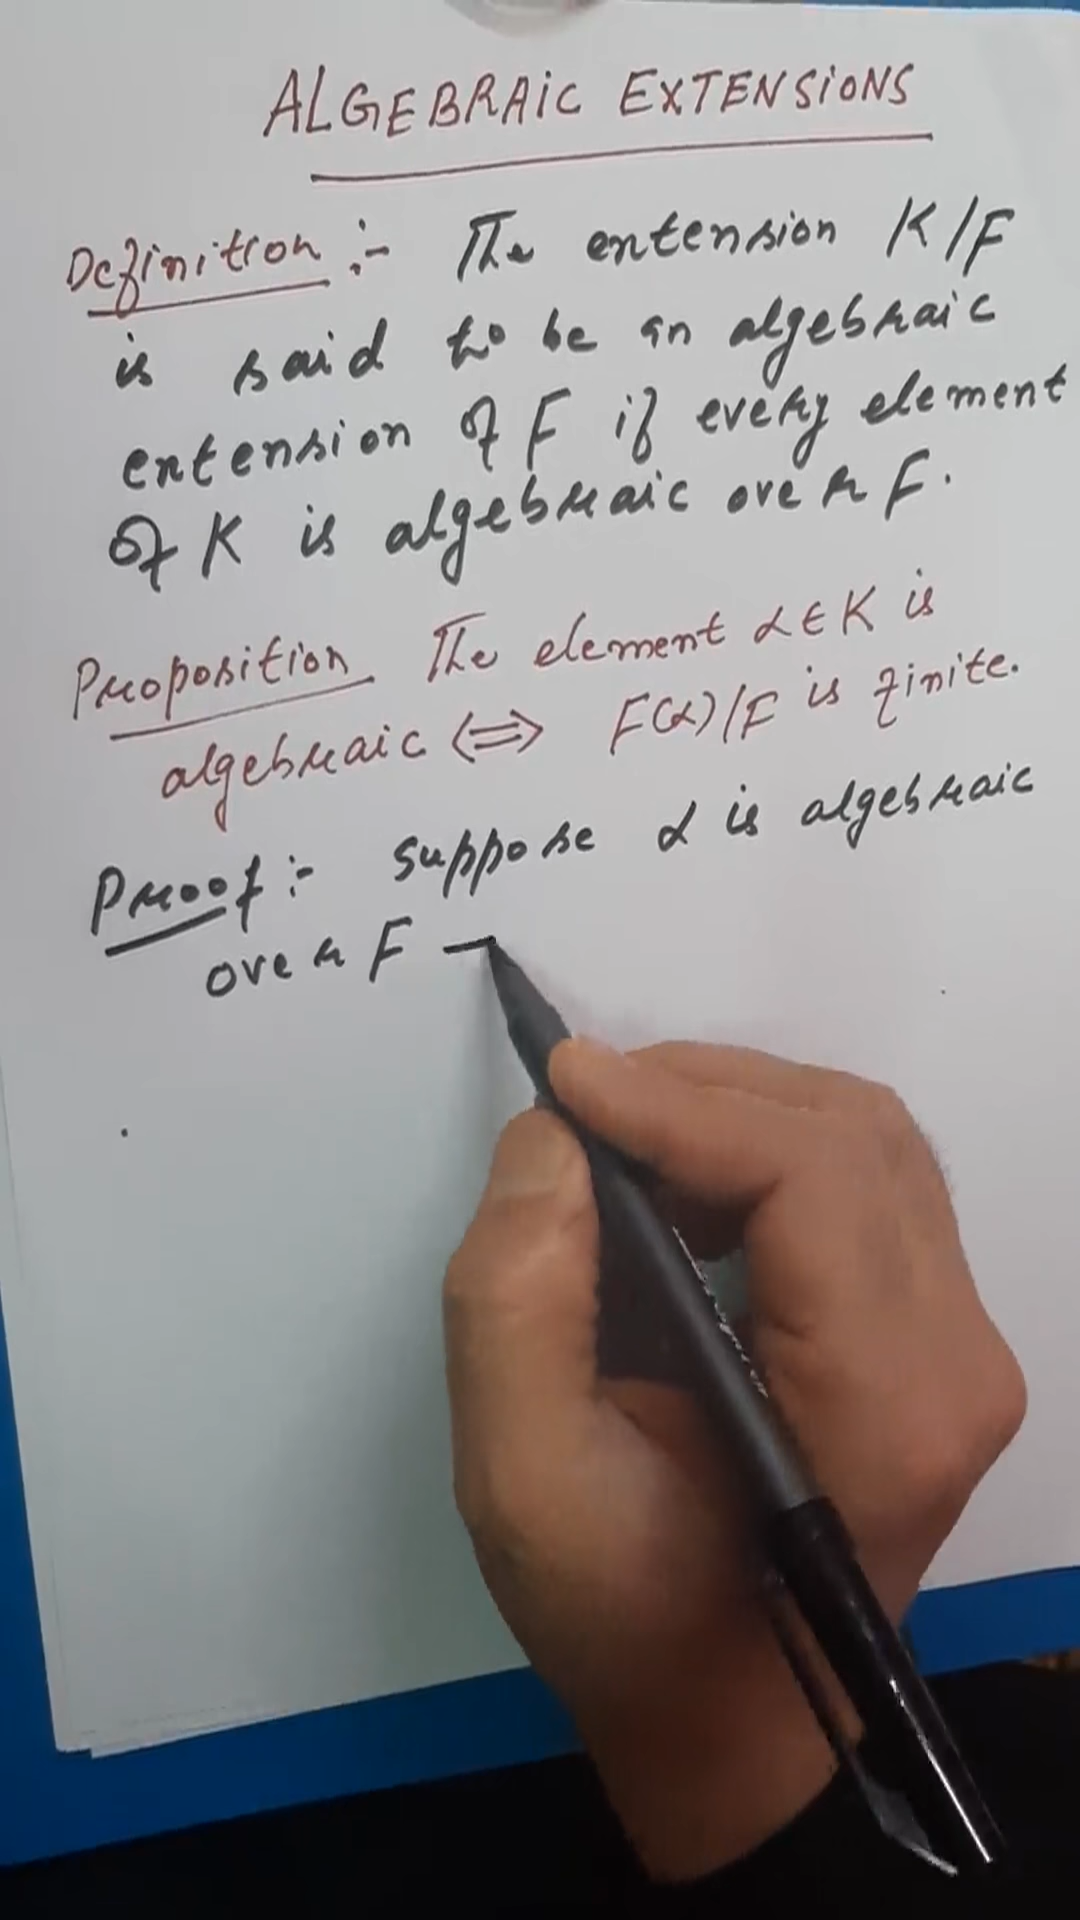 ALGEBRAiC EXTENSiONS
Definition :- The extension K/F
is said to be an algebraic
extension of F if every element
of K is algebraic over F.
Proposition The element α∈K is
algebraic ⟺ F(α)/F is finite.
Proof :- suppose α is algebraic
over F —